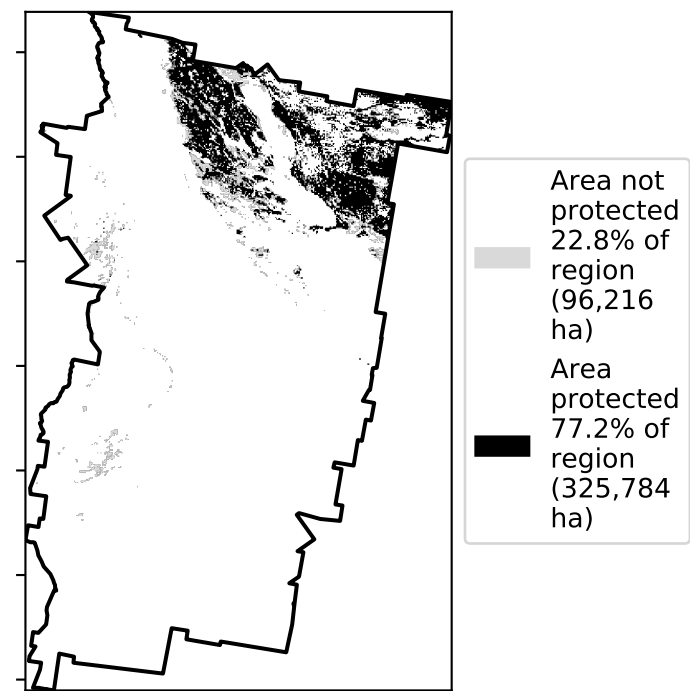 Area not
protected
22.8% of
region
(96,216
ha)
Area
protected
77.2% of
region
(325,784
ha)